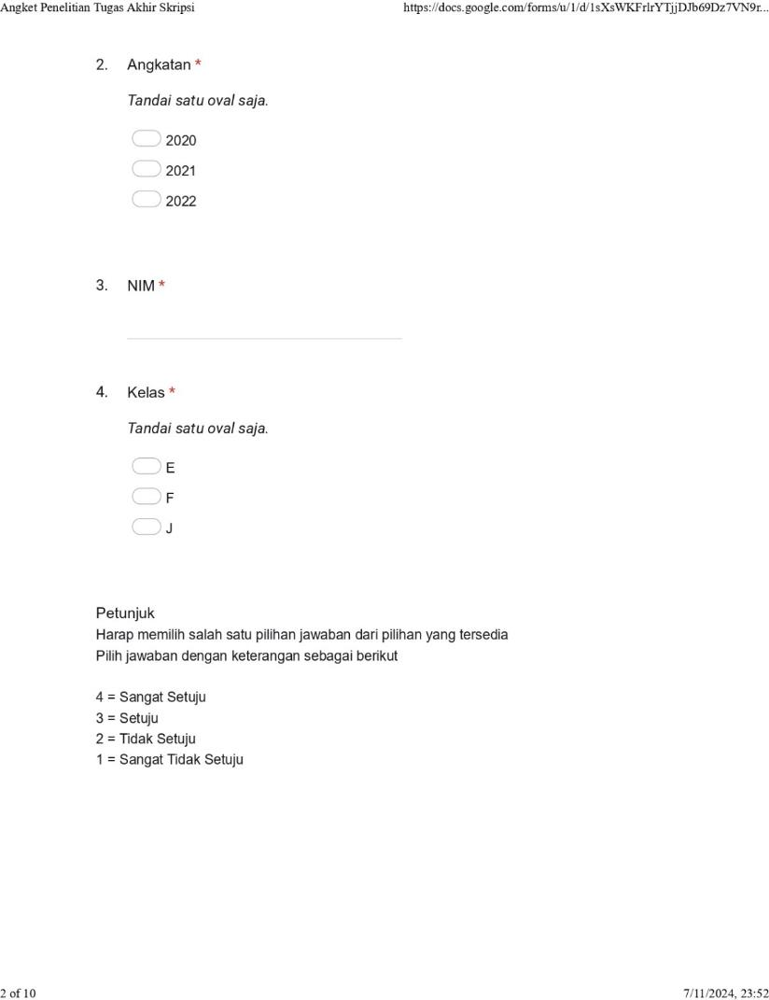 Angket Penelitian Tugas Akhir Skripsi https://docs.google.com/forms/u/1/d/1sXsWKFrlrYTjjDJb69Dz7VN9r...
2. Angkatan *
Tandai satu oval saja.
2020
2021
2022
3. NIM *
4. Kelas *
Tandai satu oval saja.
E
F
J
Petunjuk
Harap memilih salah satu pilihan jawaban dari pilihan yang tersedia
Pilih jawaban dengan keterangan sebagai berikut
4 = Sangat Setuju
3 = Setuju
2 = Tidak Setuju
1 = Sangat Tidak Setuju
2 of 10 7/11/2024, 23:52